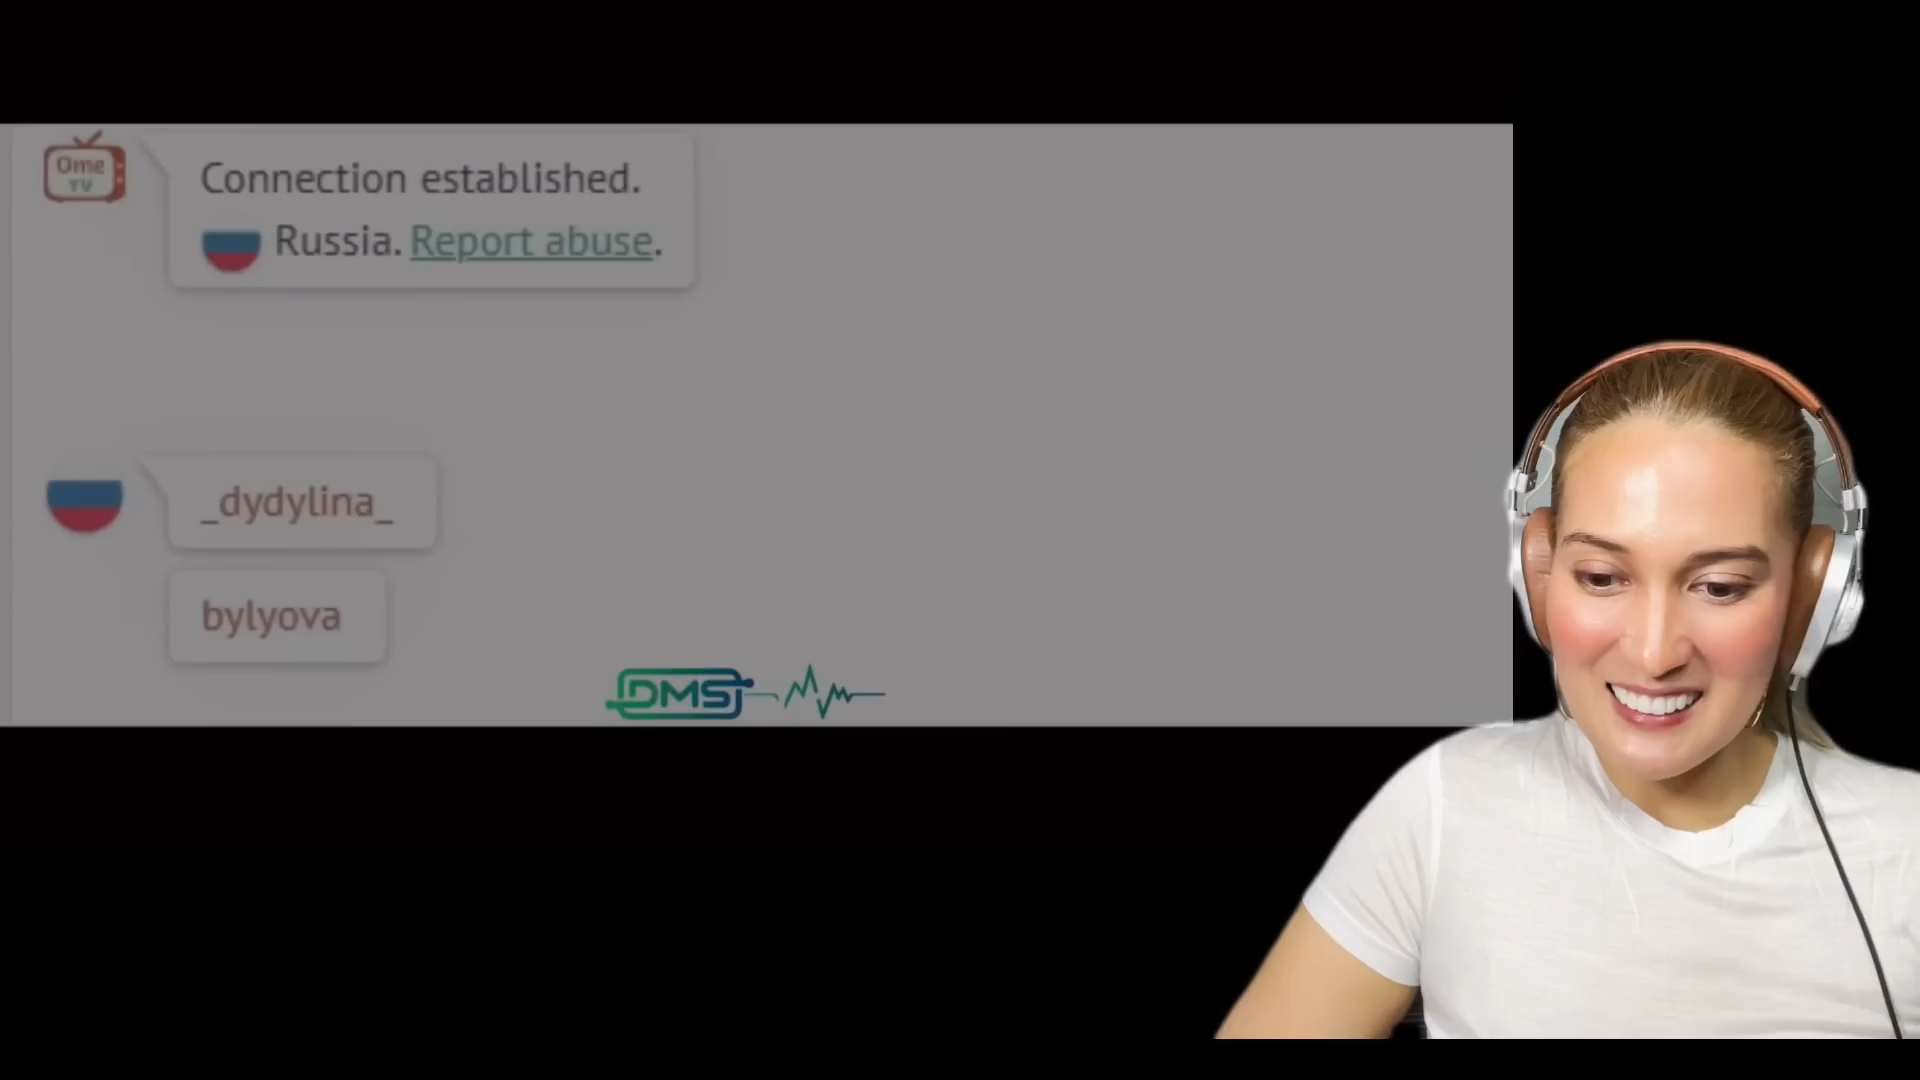 Ome
TV
Connection established.
Russia. Report abuse.
_dydylina_
bylyova
DMS